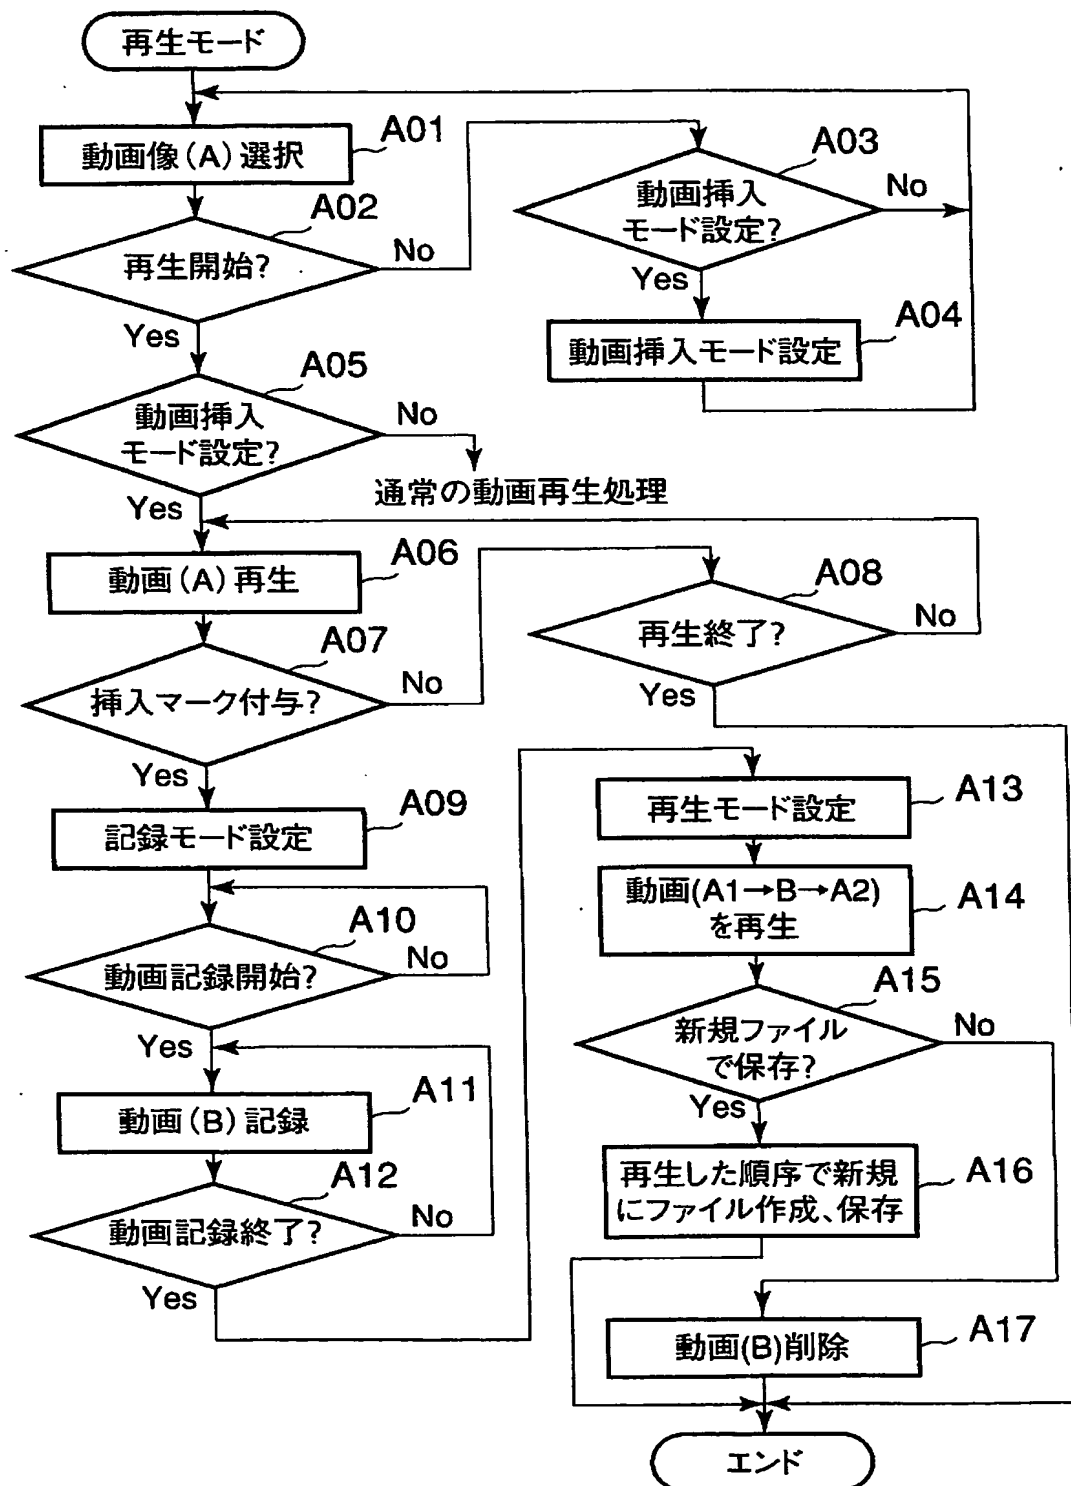 再生モード
動画像(A)選択
A01
A02
再生開始?
No
Yes
A03
動画挿入
モード設定?
No
Yes
A04
動画挿入モード設定
A05
動画挿入
モード設定?
No
通常の動画再生処理
Yes
動画(A)再生
A06
A07
挿入マーク付与?
No
Yes
A08
再生終了?
No
Yes
A09
記録モード設定
A10
動画記録開始?
No
Yes
動画(B)記録
A11
A12
動画記録終了?
No
Yes
再生モード設定
A13
動画(A1→B→A2)
を再生
A14
A15
新規ファイル
で保存?
No
Yes
再生した順序で新規
にファイル作成、保存
A16
動画(B)削除
A17
エンド